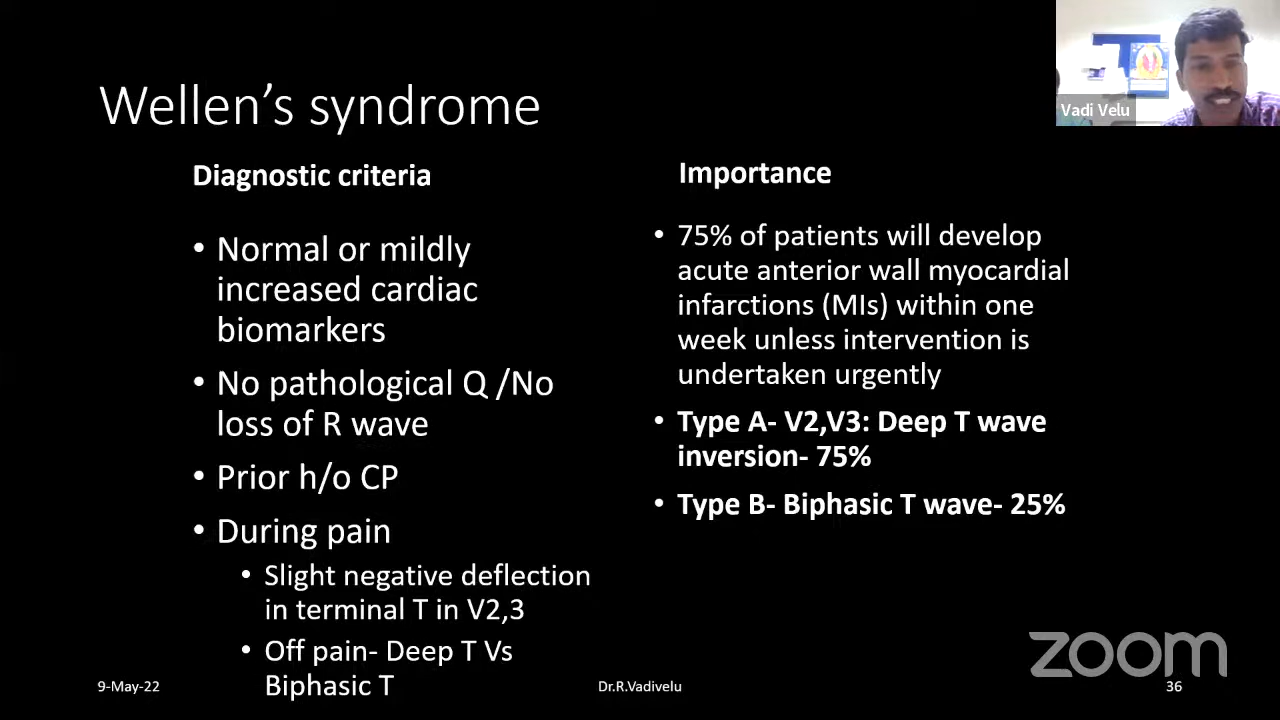 Wellen's syndrome
Vadi Velu
Diagnostic criteria
• Normal or mildly
increased cardiac
biomarkers
• No pathological Q /No
loss of R wave
• Prior h/o CP
• During pain
• Slight negative deflection
in terminal T in V2,3
• Off pain- Deep T Vs
Biphasic T
Importance
• 75% of patients will develop
acute anterior wall myocardial
infarctions (MIs) within one
week unless intervention is
undertaken urgently
• Type A- V2,V3: Deep T wave
inversion- 75%
• Type B- Biphasic T wave- 25%
zoom
9-May-22
Dr.R.Vadivelu
36